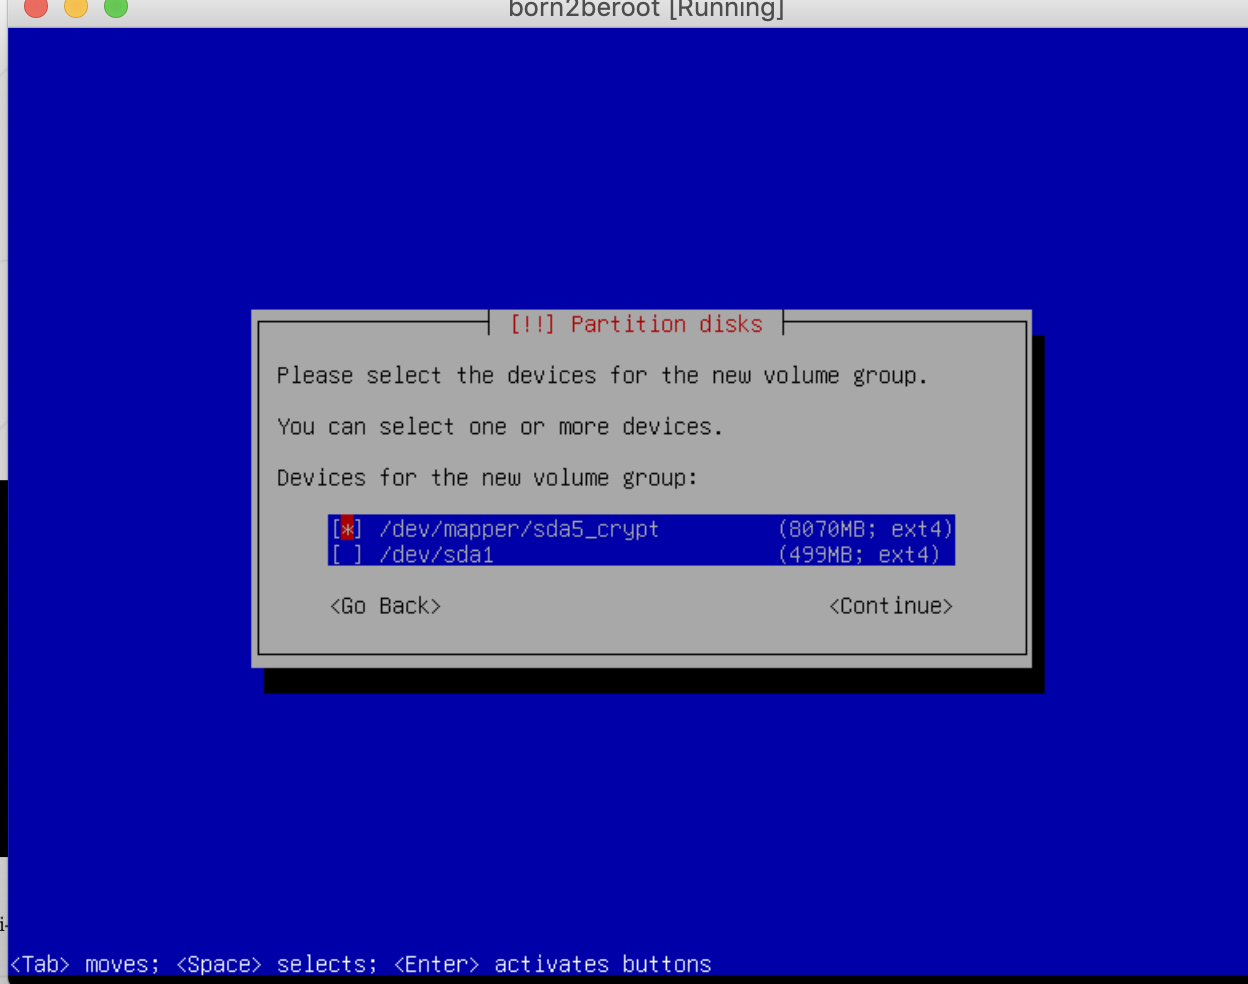 born2beroot [Running]
[!!] Partition disks
Please select the devices for the new volume group.
You can select one or more devices.
Devices for the new volume group:
[*] /dev/mapper/sda5_crypt (8070MB; ext4)
[ ] /dev/sda1 (499MB; ext4)
<Go Back> <Continue>
i-
<Tab> moves; <Space> selects; <Enter> activates buttons